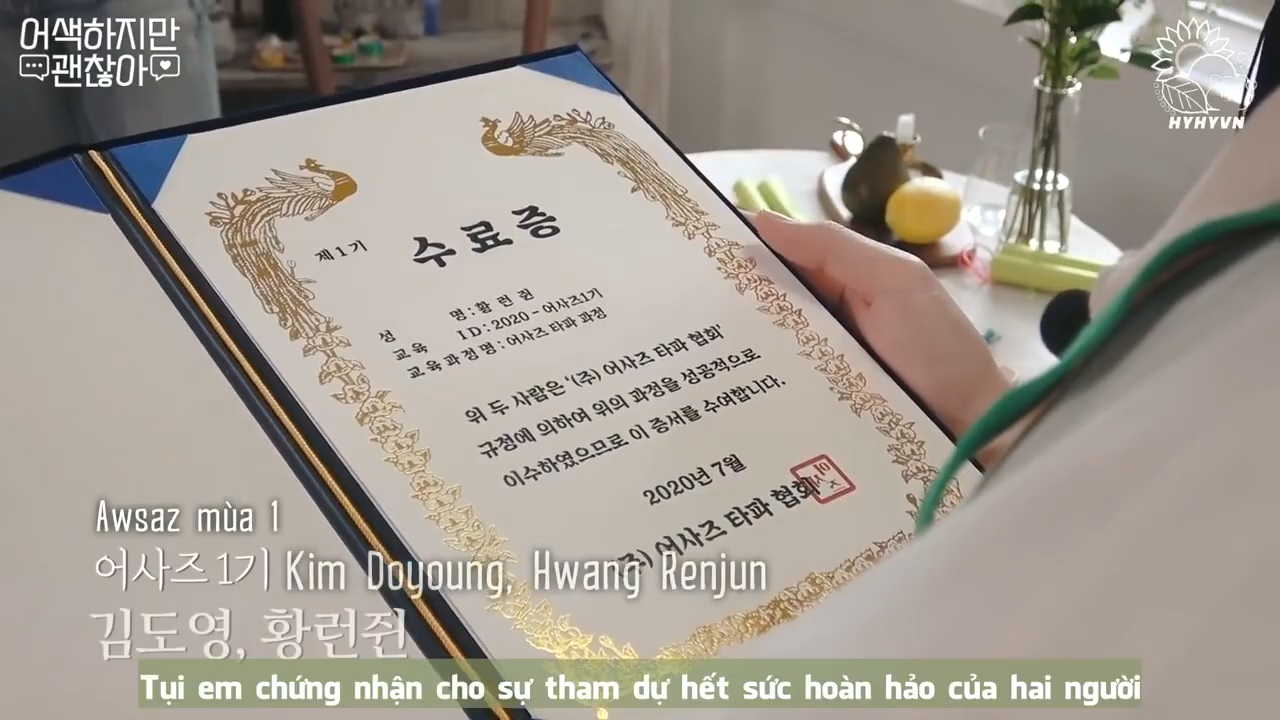 어색하지만
괜찮아
HYHYVN
제1기
수료증
성 명 : 황 런 쥔
교육 I D : 2020 - 어사즈1기
교육과정명 : 어사즈 타파 과정
위 두 사람은 '(주) 어사즈 타파 협회'
규정에 의하여 위의 과정을 성공적으로
이수하였으므로 이 증서를 수여합니다.
2020년 7월
(주) 어사즈 타파 협회
Awsaz mùa 1
어사즈 1기 Kim Doyoung, Hwang Renjun
김도영, 황런쥔
Tụi em chứng nhận cho sự tham dự hết sức hoàn hảo của hai người